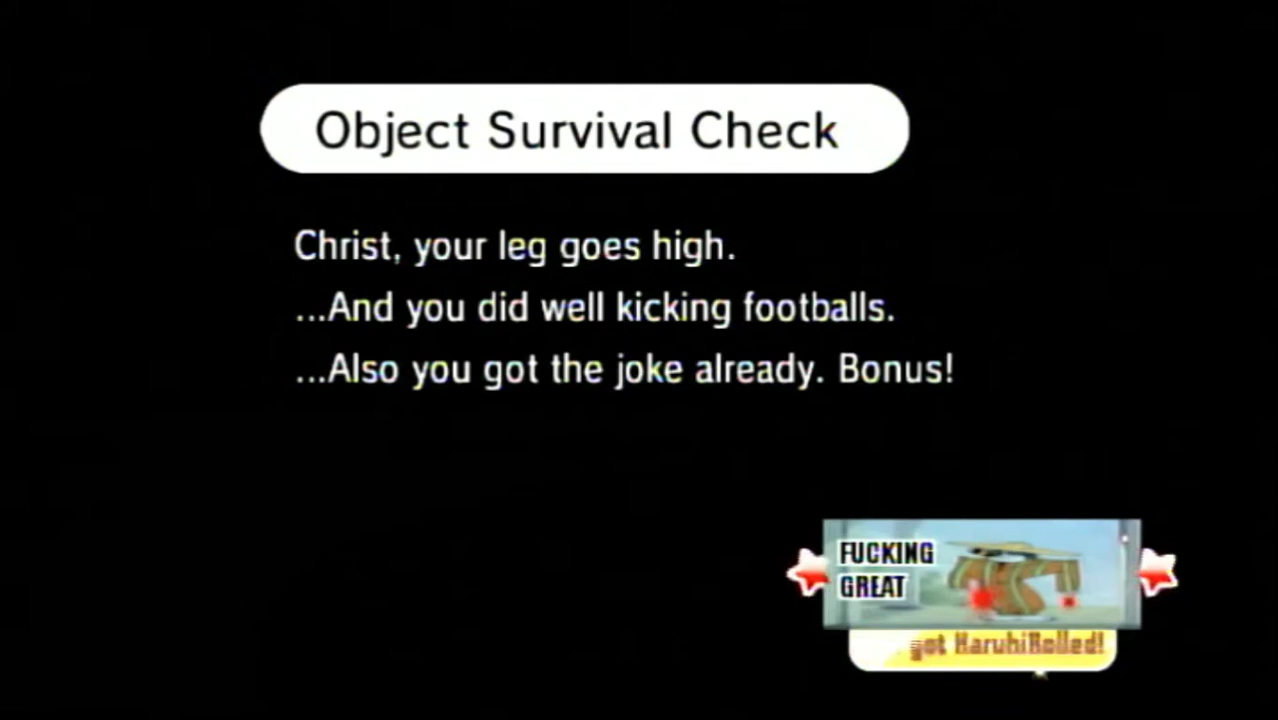 Object Survival Check
Christ, your leg goes high.
...And you did well kicking footballs.
...Also you got the joke already. Bonus!
FUCKING
GREAT
got HaruhiRolled!